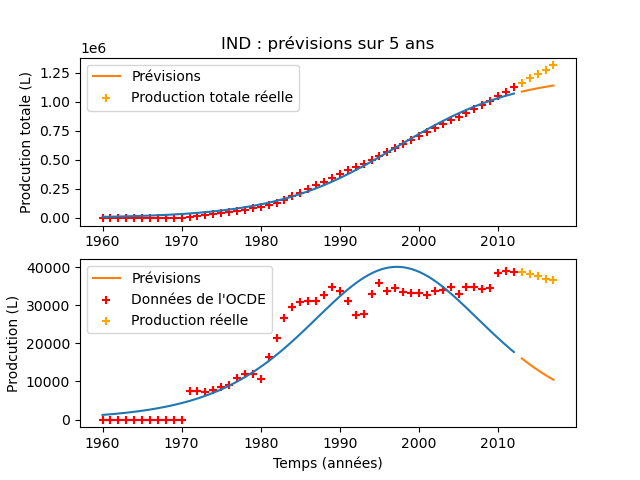 IND : prévisions sur 5 ans
1e6
Prodcution totale (L)
1.25
1.00
0.75
0.50
0.25
0.00
Prévisions
Production totale réelle
1960 1970 1980 1990 2000 2010
Prodcution (L)
40000
30000
20000
10000
0
Prévisions
Données de l'OCDE
Production réelle
1960 1970 1980 1990 2000 2010
Temps (années)